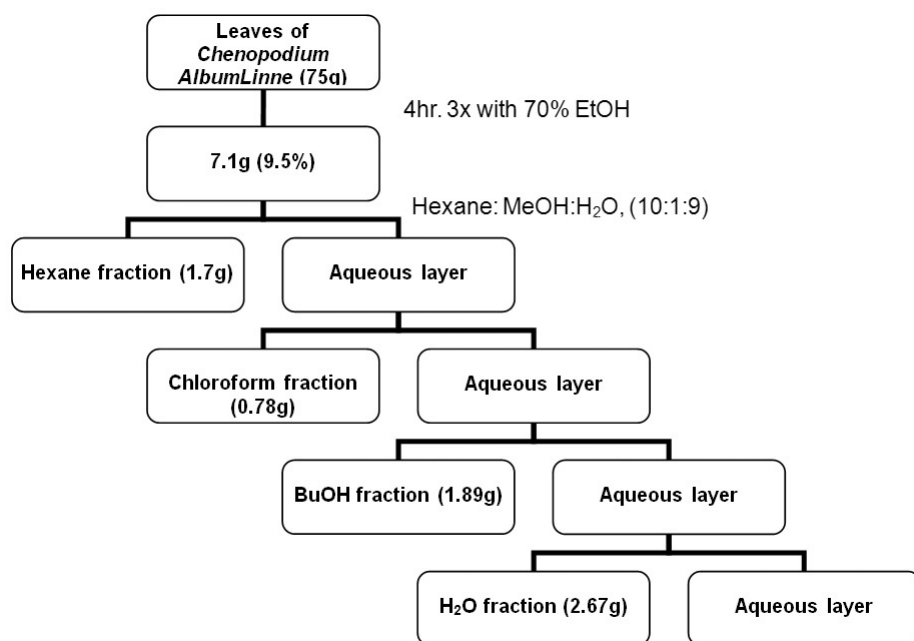 Leaves of
Chenopodium
AlbumLinne (75g)
4hr. 3x with 70% EtOH
7.1g (9.5%)
Hexane: MeOH:H₂O, (10:1:9)
Hexane fraction (1.7g)
Aqueous layer
Chloroform fraction
(0.78g)
Aqueous layer
BuOH fraction (1.89g)
Aqueous layer
H₂O fraction (2.67g)
Aqueous layer